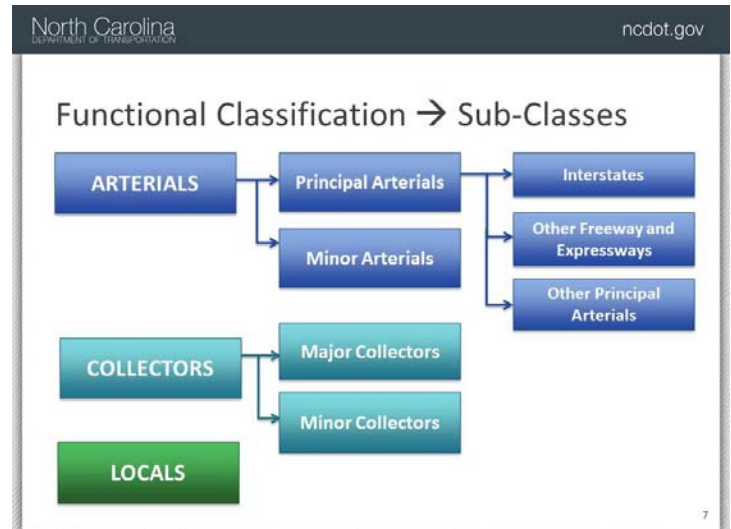 North Carolina
DEPARTMENT OF TRANSPORTATION
ncdot.gov
Functional Classification → Sub-Classes
ARTERIALS
Principal Arterials
Interstates
Minor Arterials
Other Freeway and
Expressways
Other Principal
Arterials
COLLECTORS
Major Collectors
Minor Collectors
LOCALS
7